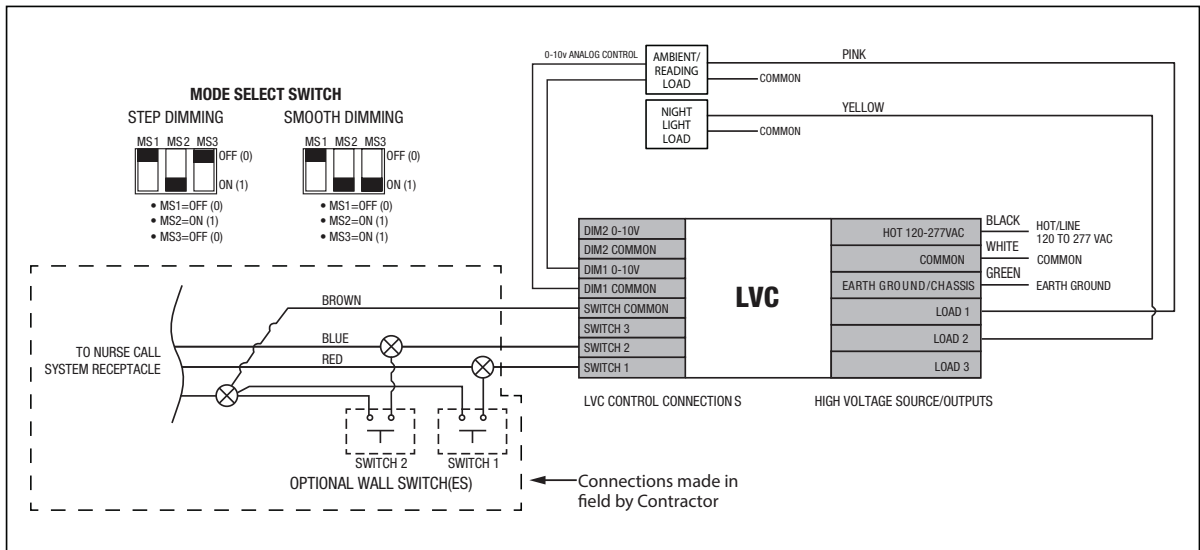 MODE SELECT SWITCH
STEP DIMMING
MS1 MS2 MS3
OFF (0)
ON (1)
• MS1=OFF (0)
• MS2=ON (1)
• MS3=OFF (0)
SMOOTH DIMMING
MS1 MS2 MS3
OFF (0)
ON (1)
• MS1=OFF (0)
• MS2=ON (1)
• MS3=ON (1)
0-10v ANALOG CONTROL
AMBIENT/
READING
LOAD
PINK
COMMON
NIGHT
LIGHT
LOAD
YELLOW
COMMON
DIM2 0-10V
DIM2 COMMON
DIM1 0-10V
DIM1 COMMON
SWITCH COMMON
SWITCH 3
SWITCH 2
SWITCH 1
LVC
HOT 120-277VAC
COMMON
EARTH GROUND/CHASSIS
LOAD 1
LOAD 2
LOAD 3
BLACK
HOT/LINE
120 TO 277 VAC
WHITE
COMMON
GREEN
EARTH GROUND
LVC CONTROL CONNECTIONS
HIGH VOLTAGE SOURCE/OUTPUTS
BROWN
BLUE
RED
TO NURSE CALL
SYSTEM RECEPTACLE
SWITCH 2
SWITCH 1
OPTIONAL WALL SWITCH(ES)
Connections made in
field by Contractor